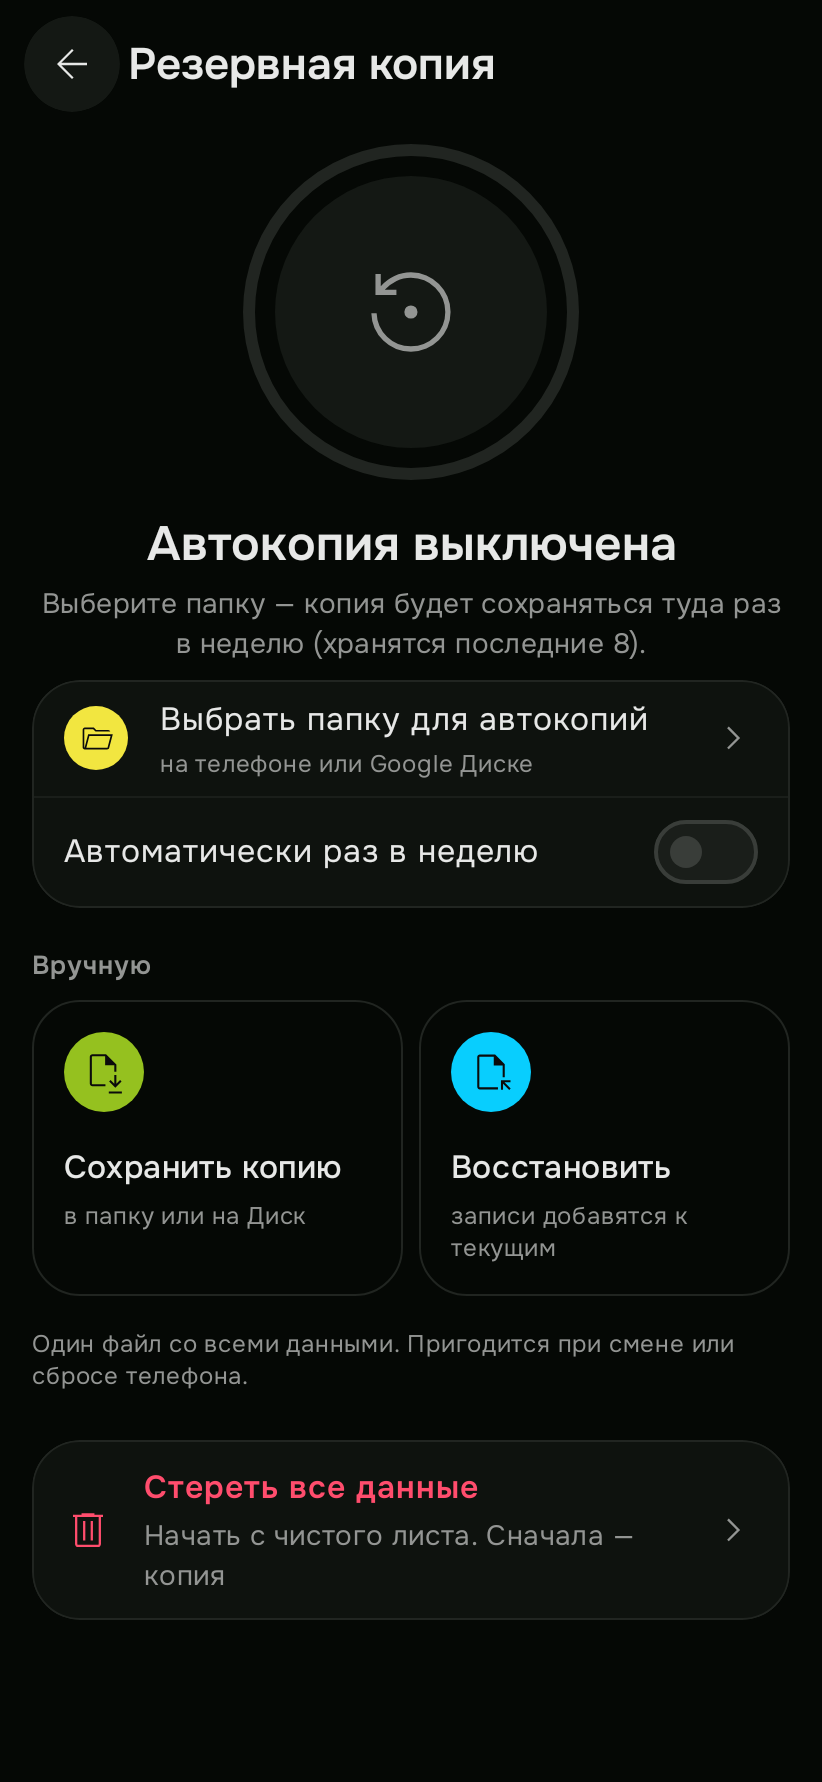 Резервная копия
Автокопия выключена
Выберите папку — копия будет сохраняться туда раз
в неделю (хранятся последние 8).
Выбрать папку для автокопий
на телефоне или Google Диске
Автоматически раз в неделю
Вручную
Сохранить копию
в папку или на Диск
Восстановить
записи добавятся к
текущим
Один файл со всеми данными. Пригодится при смене или
сбросе телефона.
Стереть все данные
Начать с чистого листа. Сначала —
копия